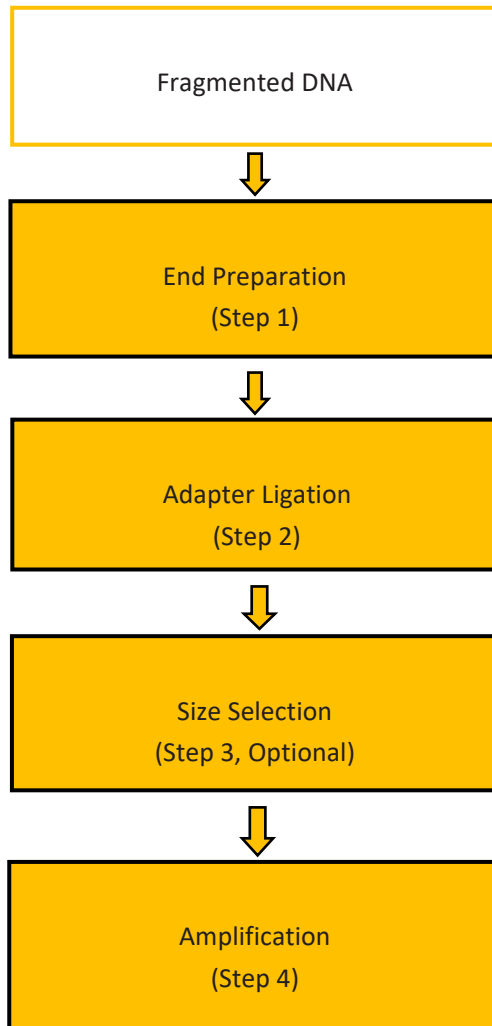 Fragmented DNA
End Preparation
(Step 1)
Adapter Ligation
(Step 2)
Size Selection
(Step 3, Optional)
Amplification
(Step 4)